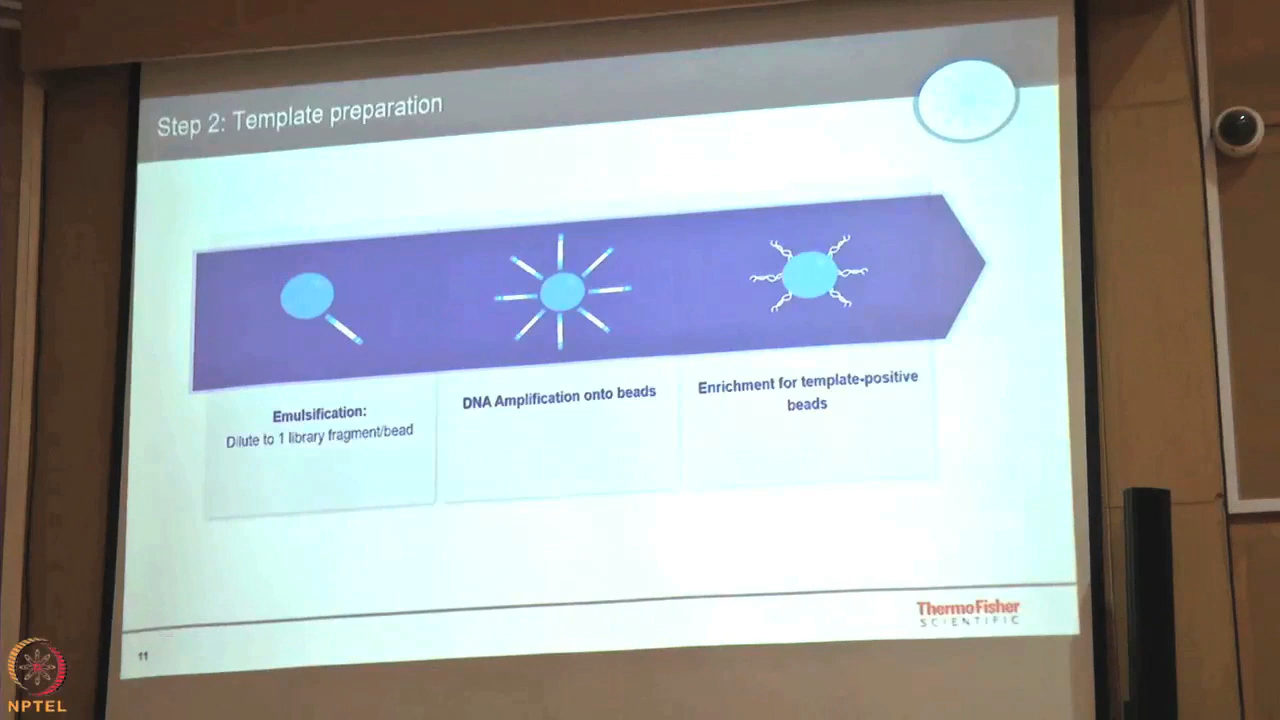 Step 2: Template preparation
Emulsification:
Dilute to 1 library fragment/bead
DNA Amplification onto beads
Enrichment for template-positive
beads
ThermoFisher
SCIENTIFIC
11
NPTEL